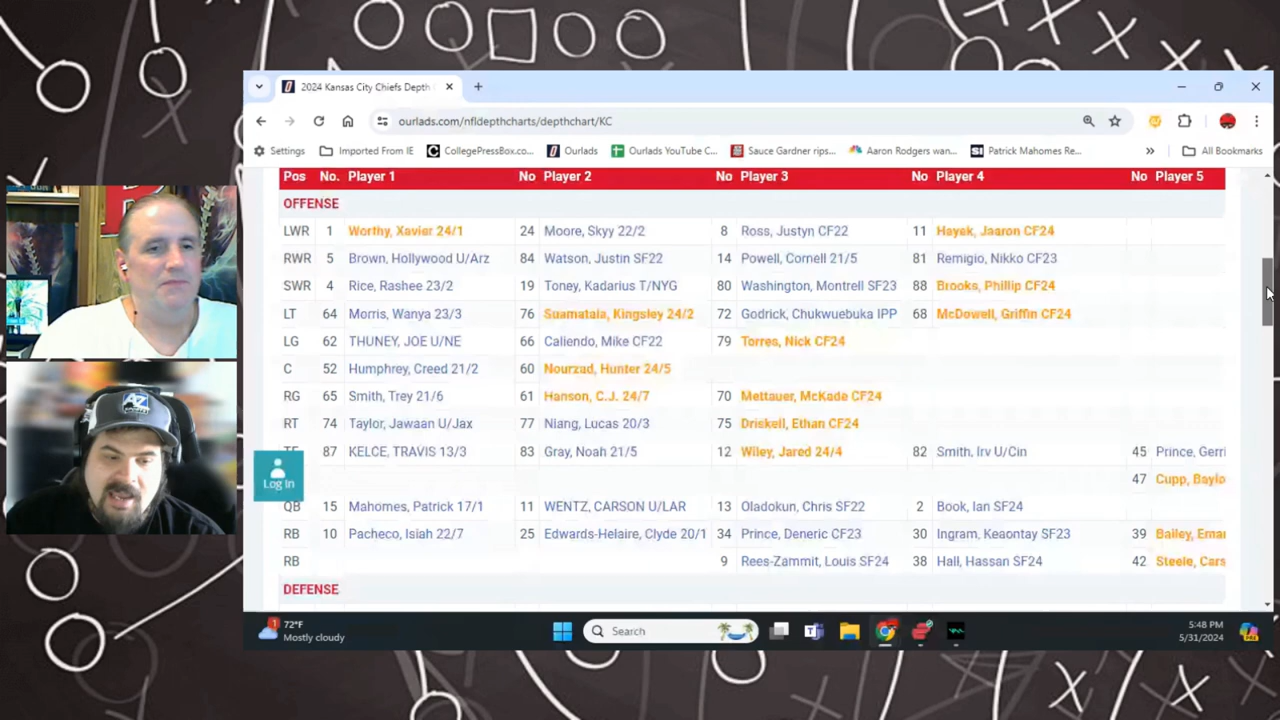 2024 Kansas City Chiefs Depth
ourlads.com/nfldepthcharts/depthchart/KC
Settings Imported From IE CollegePressBox.co... Ourlads Ourlads YouTube C... Sauce Gardner rips... Aaron Rodgers wan... Patrick Mahomes Re... » All Bookmarks
Pos No. Player 1 No Player 2 No Player 3 No Player 4 No Player 5
OFFENSE
LWR 1 Worthy, Xavier 24/1 24 Moore, Skyy 22/2 8 Ross, Justyn CF22 11 Hayek, Jaaron CF24
RWR 5 Brown, Hollywood U/Arz 84 Watson, Justin SF22 14 Powell, Cornell 21/5 81 Remigio, Nikko CF23
SWR 4 Rice, Rashee 23/2 19 Toney, Kadarius T/NYG 80 Washington, Montrell SF23 88 Brooks, Phillip CF24
LT 64 Morris, Wanya 23/3 76 Suamataia, Kingsley 24/2 72 Godrick, Chukwuebuka IPP 68 McDowell, Griffin CF24
LG 62 THUNEY, JOE U/NE 66 Caliendo, Mike CF22 79 Torres, Nick CF24
C 52 Humphrey, Creed 21/2 60 Nourzad, Hunter 24/5
RG 65 Smith, Trey 21/6 61 Hanson, C.J. 24/7 70 Mettauer, McKade CF24
RT 74 Taylor, Jawaan U/Jax 77 Niang, Lucas 20/3 75 Driskell, Ethan CF24
TE 87 KELCE, TRAVIS 13/3 83 Gray, Noah 21/5 12 Wiley, Jared 24/4 82 Smith, Irv U/Cin 45 Prince, Gerri
47 Cupp, Baylo
QB 15 Mahomes, Patrick 17/1 11 WENTZ, CARSON U/LAR 13 Oladokun, Chris SF22 2 Book, Ian SF24
RB 10 Pacheco, Isiah 22/7 25 Edwards-Helaire, Clyde 20/1 34 Prince, Deneric CF23 30 Ingram, Keaontay SF23 39 Bailey, Emar
RB 9 Rees-Zammit, Louis SF24 38 Hall, Hassan SF24 42 Steele, Cars
DEFENSE
Log In
1 72°F
Mostly cloudy
Search
5:48 PM
5/31/2024